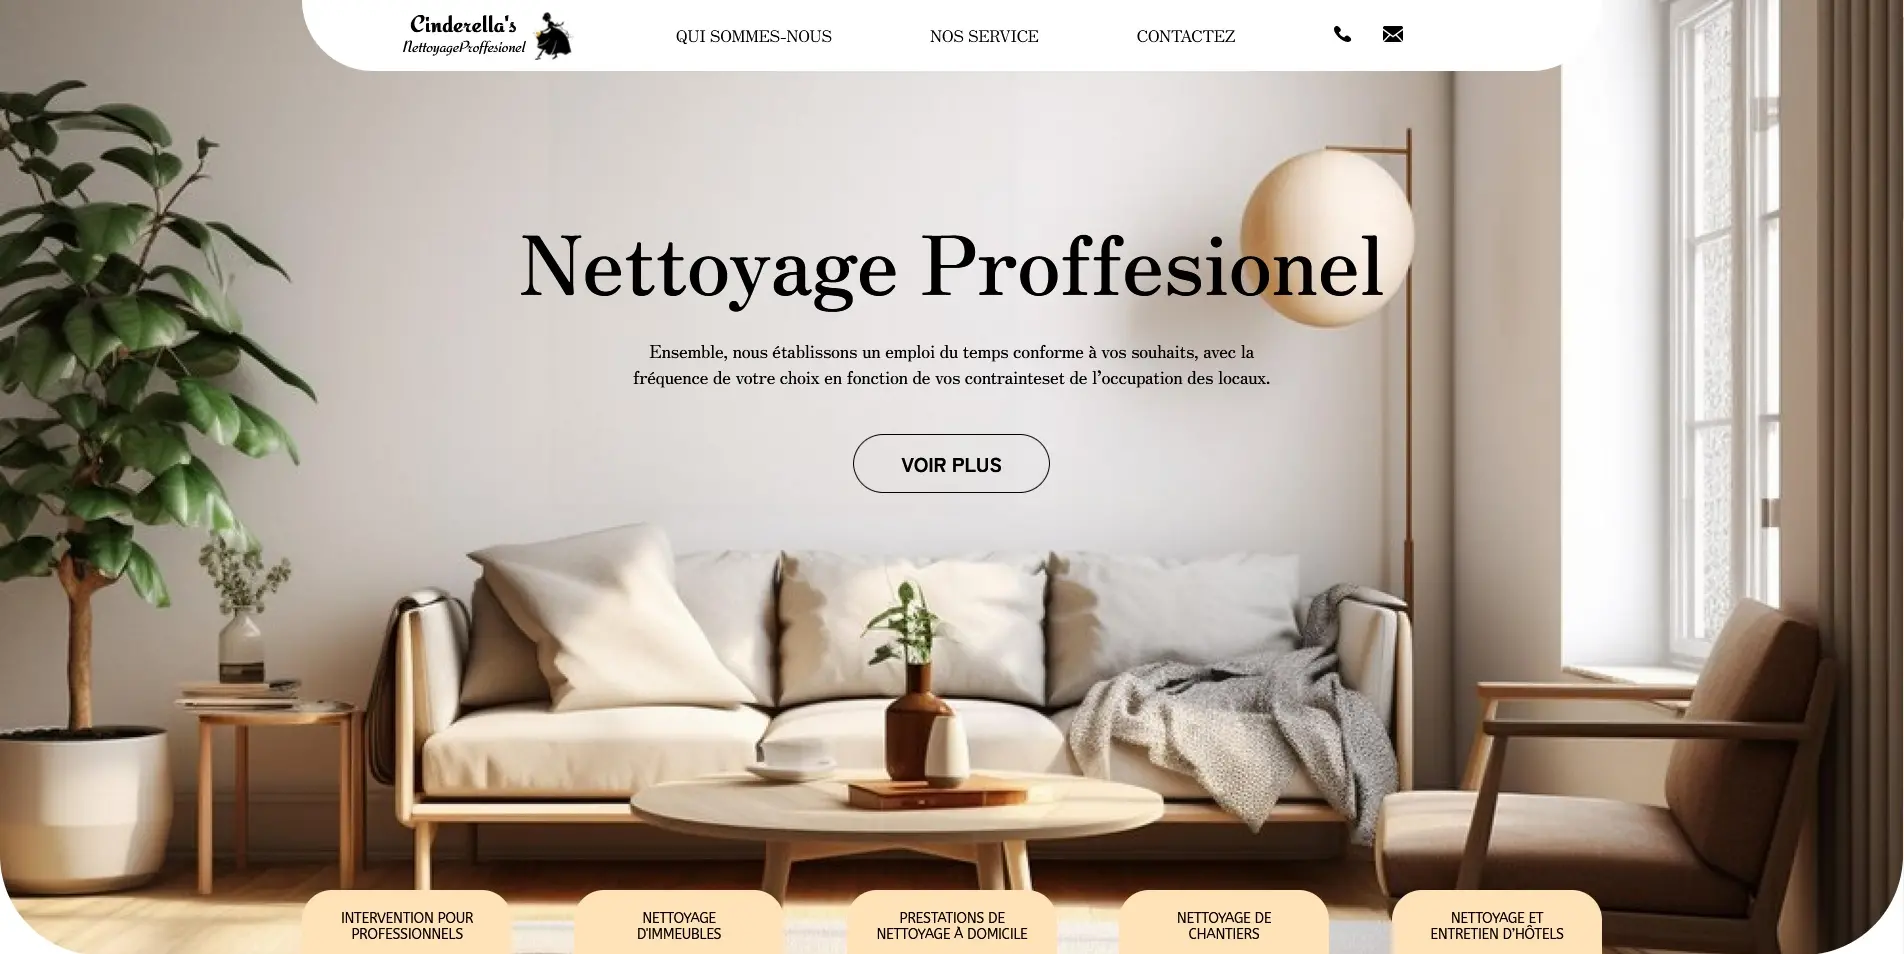 Cinderella's
NettoyageProffesionel
QUI SOMMES-NOUS
NOS SERVICE
CONTACTEZ
Nettoyage Proffesionel
Ensemble, nous établissons un emploi du temps conforme à vos souhaits, avec la
fréquence de votre choix en fonction de vos contrainteset de l’occupation des locaux.
VOIR PLUS
INTERVENTION POUR
PROFESSIONNELS
NETTOYAGE
D'IMMEUBLES
PRESTATIONS DE
NETTOYAGE À DOMICILE
NETTOYAGE DE
CHANTIERS
NETTOYAGE ET
ENTRETIEN D’HÔTELS